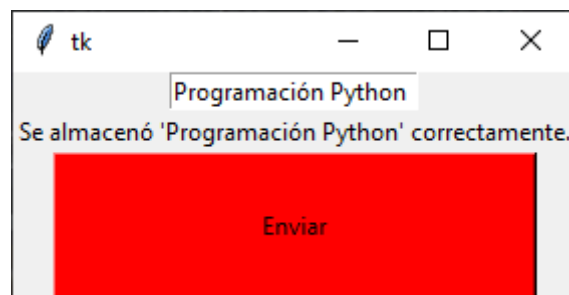 tk
Programación Python
Se almacenó 'Programación Python' correctamente.
Enviar